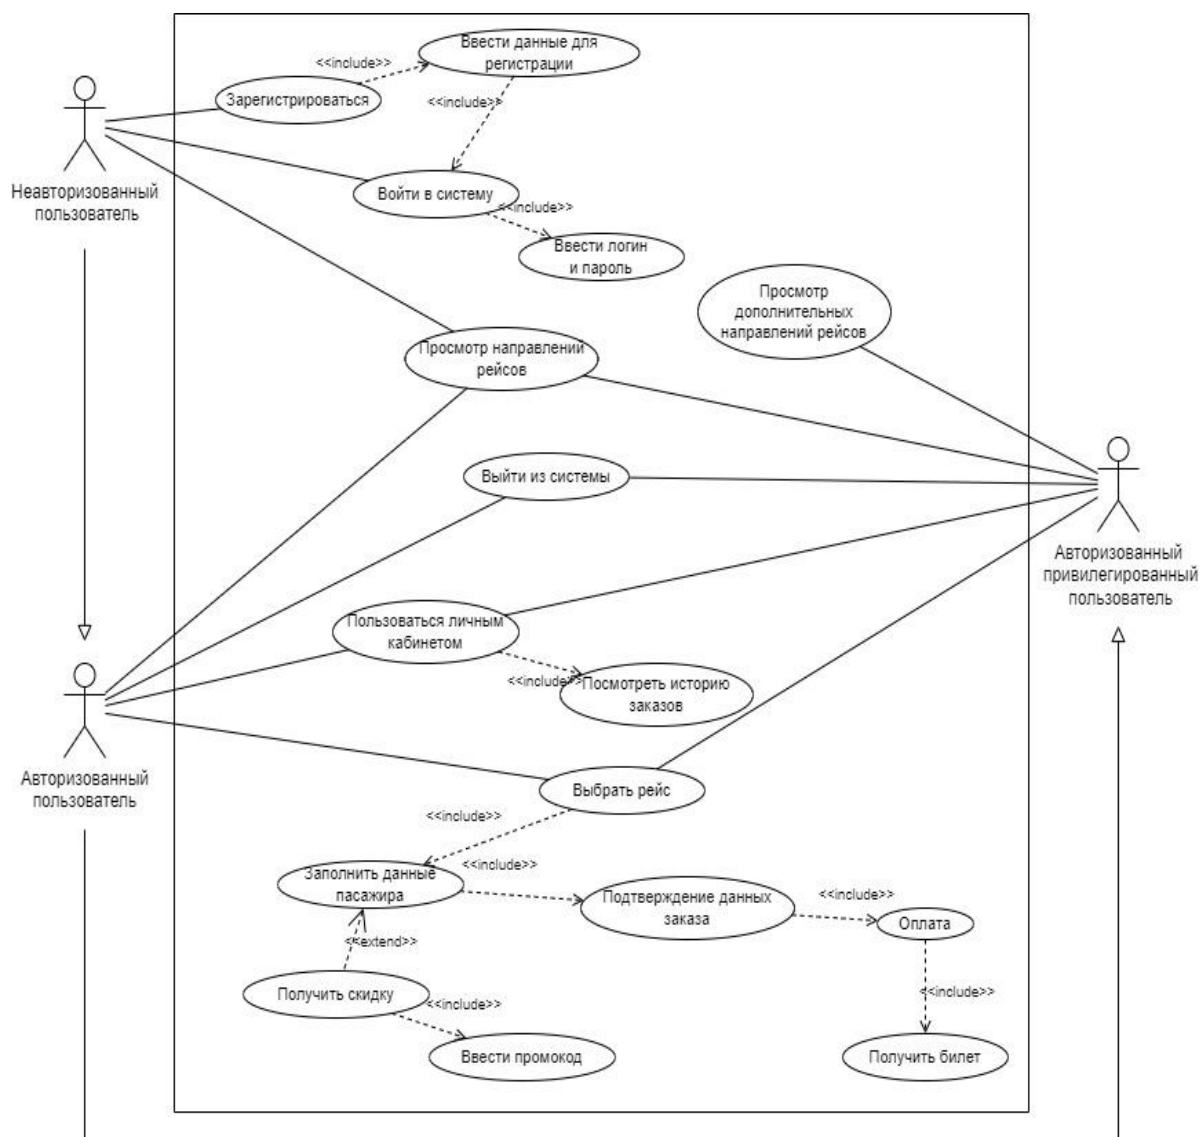 Ввести данные для
регистрации
<<include>>
Зарегистрироваться
<<include>>
Неавторизованный
пользователь
Войти в систему
<<include>>
Ввести логин
и пароль
Просмотр
дополнительных
направлений рейсов
Просмотр направлений
рейсов
Выйти из системы
Авторизованный
привилегированный
пользователь
Пользоваться личным
кабинетом
<<include>>
Посмотреть историю
заказов
Авторизованный
пользователь
Выбрать рейс
<<include>>
Заполнить данные
пасажира
<<include>>
Подтверждение данных
заказа
<<include>>
Оплата
<<extend>>
Получить скидку
<<include>>
<<include>>
Ввести промокод
Получить билет